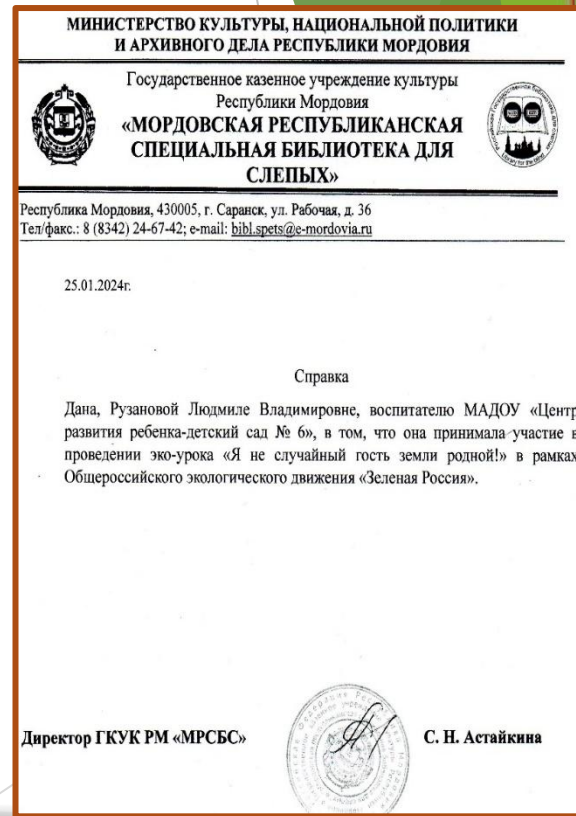 МИНИСТЕРСТВО КУЛЬТУРЫ, НАЦИОНАЛЬНОЙ ПОЛИТИКИ
И АРХИВНОГО ДЕЛА РЕСПУБЛИКИ МОРДОВИЯ
Государственное казенное учреждение культуры
Республики Мордовия
«МОРДОВСКАЯ РЕСПУБЛИКАНСКАЯ
СПЕЦИАЛЬНАЯ БИБЛИОТЕКА ДЛЯ
СЛЕПЫХ»
Республика Мордовия, 430005, г. Саранск, ул. Рабочая, д. 36
Тел/факс.: 8 (8342) 24-67-42; e-mail: bibl.spets@e-mordovia.ru
25.01.2024г.
Справка
Дана, Рузановой Людмиле Владимировне, воспитателю МАДОУ «Центр
развития ребенка-детский сад № 6», в том, что она принимала участие в
проведении эко-урока «Я не случайный гость земли родной!» в рамках
Общероссийского экологического движения «Зеленая Россия».
Директор ГКУК РМ «МРСБС»
С. Н. Астайкина